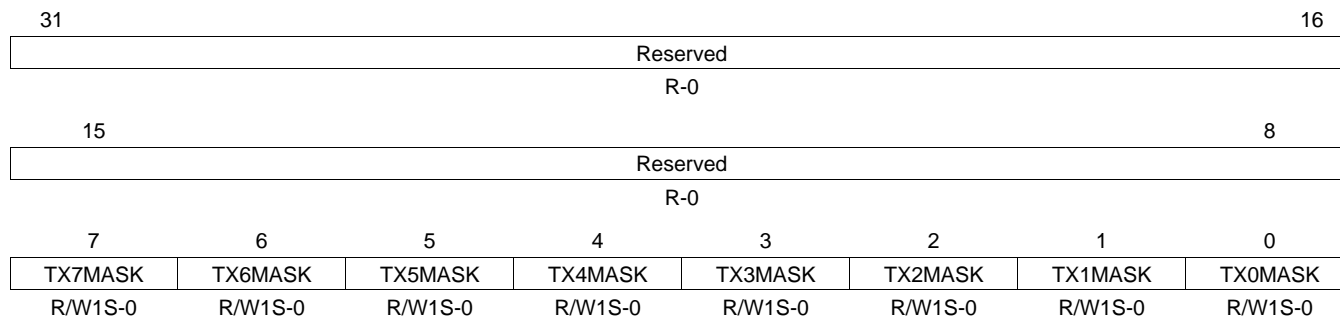 31 16
Reserved
R-0
15 8
Reserved
R-0
7 6 5 4 3 2 1 0
TX7MASK TX6MASK TX5MASK TX4MASK TX3MASK TX2MASK TX1MASK TX0MASK
R/W1S-0 R/W1S-0 R/W1S-0 R/W1S-0 R/W1S-0 R/W1S-0 R/W1S-0 R/W1S-0